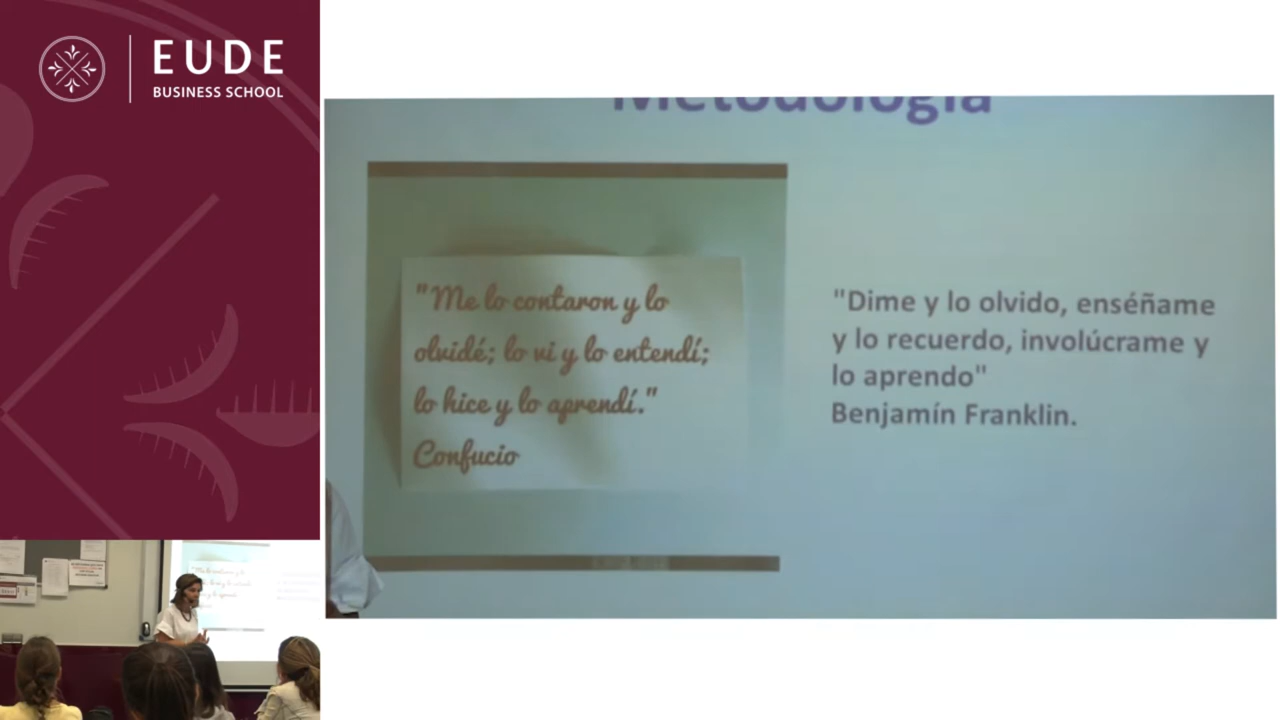 EUDE
BUSINESS SCHOOL
Metodología
"Me lo contaron y lo
olvidé; lo vi y lo entendí;
lo hice y lo aprendí."
Confucio
"Dime y lo olvido, enséñame
y lo recuerdo, involúcrame y
lo aprendo"
Benjamín Franklin.